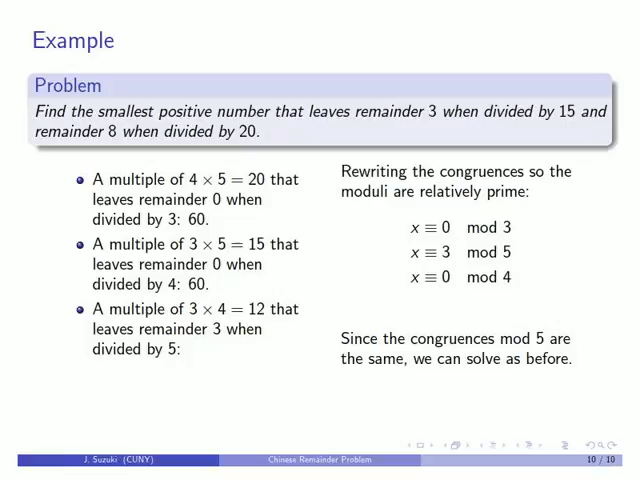 Example
Problem
Find the smallest positive number that leaves remainder 3 when divided by 15 and
remainder 8 when divided by 20.
A multiple of 4 × 5 = 20 that
leaves remainder 0 when
divided by 3: 60.
A multiple of 3 × 5 = 15 that
leaves remainder 0 when
divided by 4: 60.
A multiple of 3 × 4 = 12 that
leaves remainder 3 when
divided by 5:
Rewriting the congruences so the
moduli are relatively prime:
x ≡ 0 mod 3
x ≡ 3 mod 5
x ≡ 0 mod 4
Since the congruences mod 5 are
the same, we can solve as before.
J. Suzuki (CUNY)
Chinese Remainder Problem
10 / 10